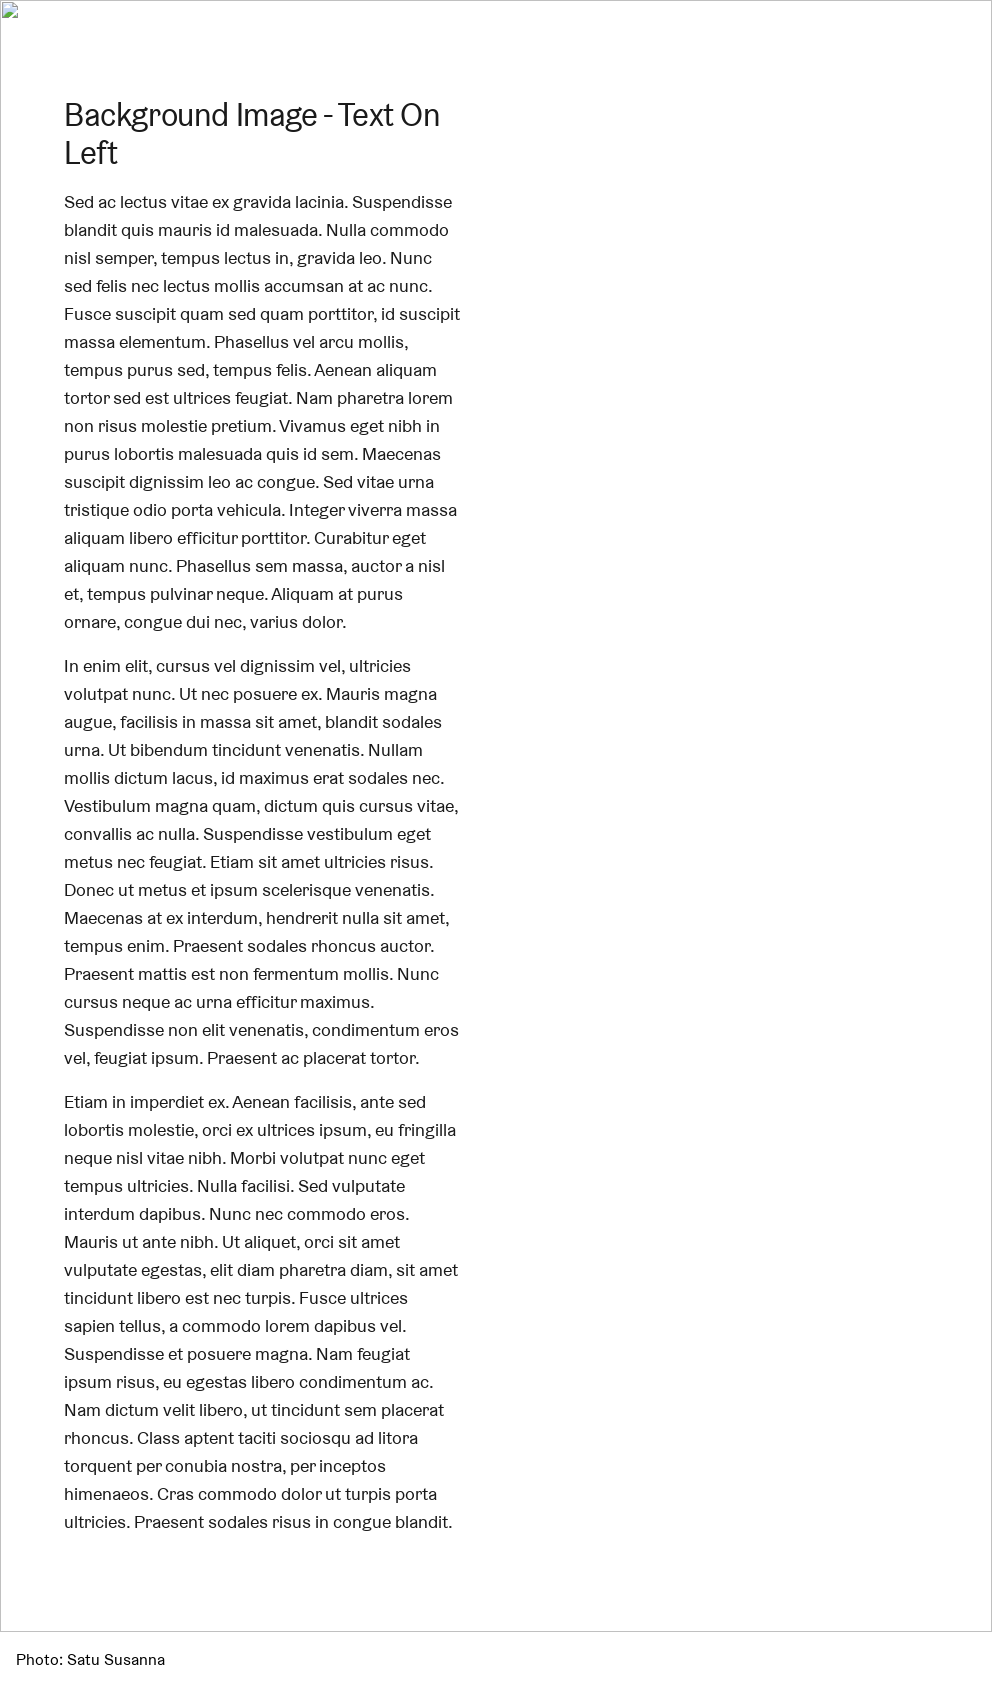 Background Image - Text On
Left
Sed ac lectus vitae ex gravida lacinia. Suspendisse
blandit quis mauris id malesuada. Nulla commodo
nisl semper, tempus lectus in, gravida leo. Nunc
sed felis nec lectus mollis accumsan at ac nunc.
Fusce suscipit quam sed quam porttitor, id suscipit
massa elementum. Phasellus vel arcu mollis,
tempus purus sed, tempus felis. Aenean aliquam
tortor sed est ultrices feugiat. Nam pharetra lorem
non risus molestie pretium. Vivamus eget nibh in
purus lobortis malesuada quis id sem. Maecenas
suscipit dignissim leo ac congue. Sed vitae urna
tristique odio porta vehicula. Integer viverra massa
aliquam libero efficitur porttitor. Curabitur eget
aliquam nunc. Phasellus sem massa, auctor a nisl
et, tempus pulvinar neque. Aliquam at purus
ornare, congue dui nec, varius dolor.
In enim elit, cursus vel dignissim vel, ultricies
volutpat nunc. Ut nec posuere ex. Mauris magna
augue, facilisis in massa sit amet, blandit sodales
urna. Ut bibendum tincidunt venenatis. Nullam
mollis dictum lacus, id maximus erat sodales nec.
Vestibulum magna quam, dictum quis cursus vitae,
convallis ac nulla. Suspendisse vestibulum eget
metus nec feugiat. Etiam sit amet ultricies risus.
Donec ut metus et ipsum scelerisque venenatis.
Maecenas at ex interdum, hendrerit nulla sit amet,
tempus enim. Praesent sodales rhoncus auctor.
Praesent mattis est non fermentum mollis. Nunc
cursus neque ac urna efficitur maximus.
Suspendisse non elit venenatis, condimentum eros
vel, feugiat ipsum. Praesent ac placerat tortor.
Etiam in imperdiet ex. Aenean facilisis, ante sed
lobortis molestie, orci ex ultrices ipsum, eu fringilla
neque nisl vitae nibh. Morbi volutpat nunc eget
tempus ultricies. Nulla facilisi. Sed vulputate
interdum dapibus. Nunc nec commodo eros.
Mauris ut ante nibh. Ut aliquet, orci sit amet
vulputate egestas, elit diam pharetra diam, sit amet
tincidunt libero est nec turpis. Fusce ultrices
sapien tellus, a commodo lorem dapibus vel.
Suspendisse et posuere magna. Nam feugiat
ipsum risus, eu egestas libero condimentum ac.
Nam dictum velit libero, ut tincidunt sem placerat
rhoncus. Class aptent taciti sociosqu ad litora
torquent per conubia nostra, per inceptos
himenaeos. Cras commodo dolor ut turpis porta
ultricies. Praesent sodales risus in congue blandit.
Photo: Satu Susanna